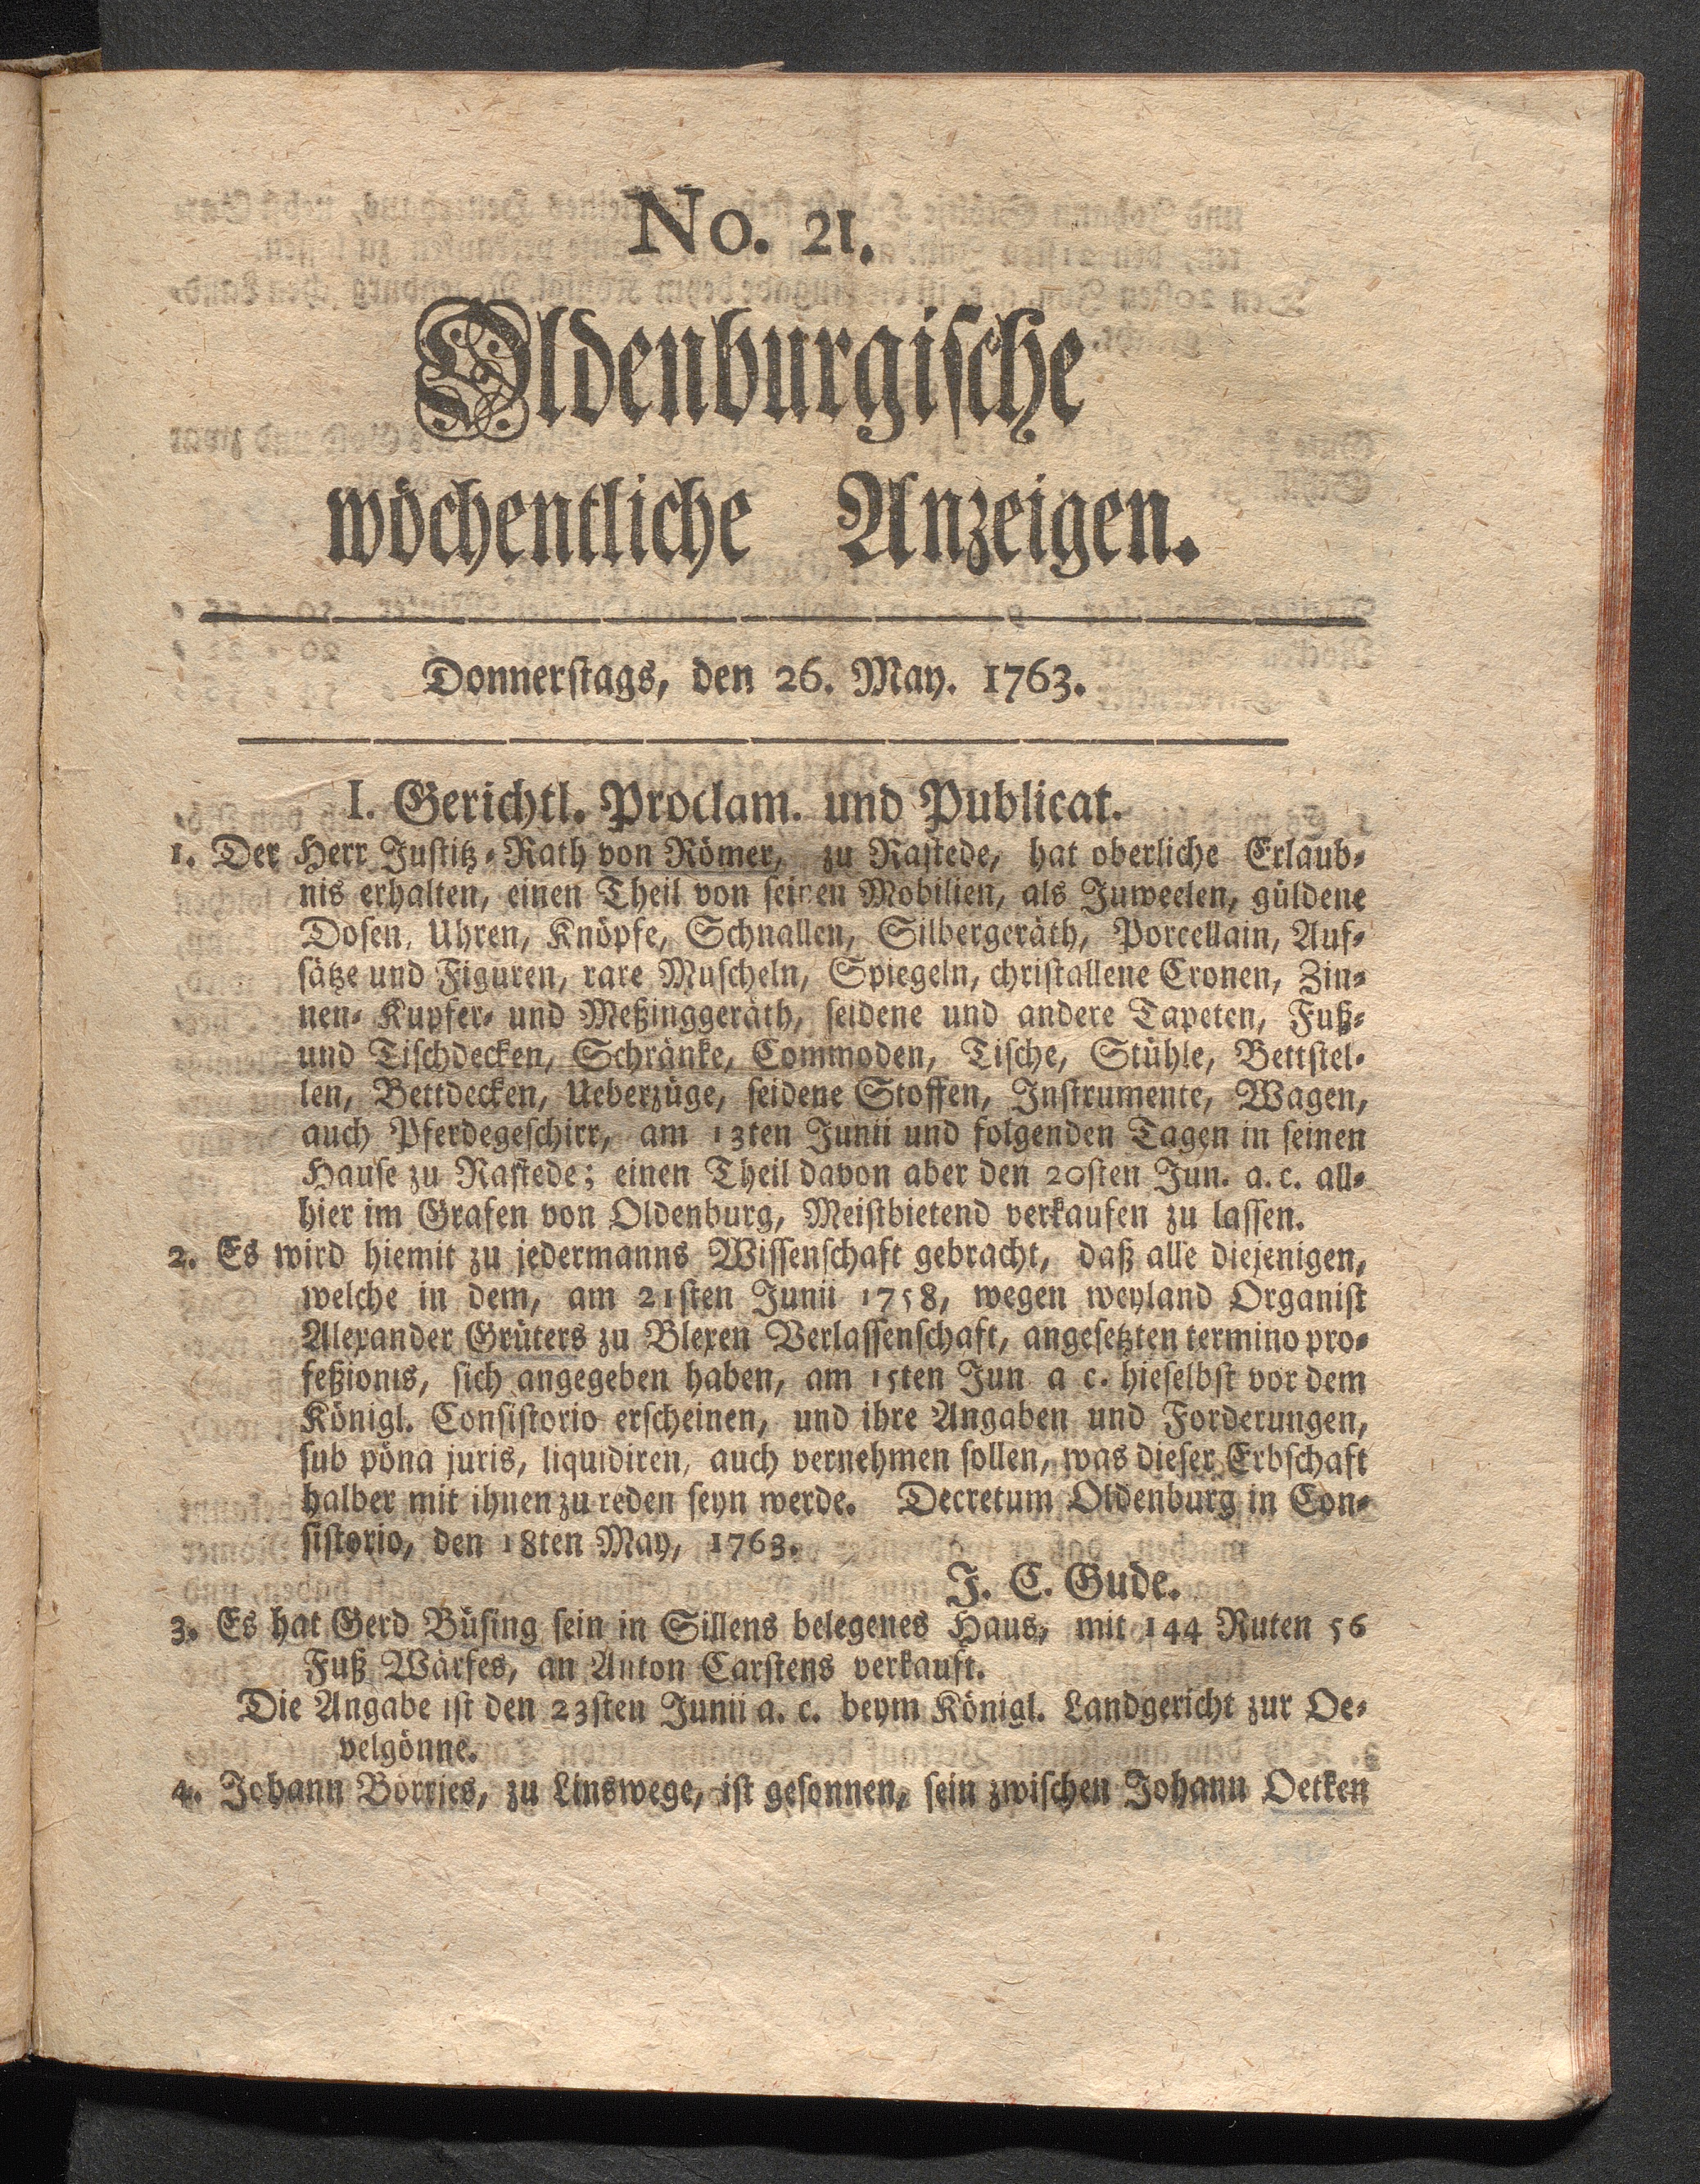 No. 21.
Oldenburgische
wöchentliche Anzeigen.
Donnerstags, den 26. May. 1763.
I. Gerichtl. Proclam. und Publicat.
1. Der Herr Justitz-Rath von Römer, zu Rastede, hat oberliche Erlaub-
nis erhalten, einen Theil von seinen Mobilien, als Juweelen, güldene
Dosen, Uhren, Knöpfe, Schnallen, Silbergeräth, Porcellain, Auf-
sätze und Figuren, rare Muscheln, Spiegeln, christallene Cronen, Zin-
nen- Kupfer- und Meßinggeräth, seidene und andere Tapeten, Fuß-
und Tischdecken, Schränke, Commoden, Tische, Stühle, Bettstel-
len, Bettdecken, Ueberzüge, seidene Stoffen, Instrumente, Wagen,
auch Pferdegeschirr, am 13ten Junii und folgenden Tagen in seinen
Hause zu Rastede; einen Theil davon aber den 20sten Jun. a. c. all-
hier im Grafen von Oldenburg, Meistbietend verkaufen zu lassen.
2. Es wird hiemit zu jedermanns Wissenschaft gebracht, daß alle diejenigen,
welche in dem, am 21sten Junii 1758, wegen weyland Organist
Alexander Grüters zu Blexen Verlassenschaft, angesetzten termino pro-
feßionis, sich angegeben haben, am 15ten Jun a c. hieselbst vor dem
Königl. Consistorio erscheinen, und ihre Angaben und Forderungen,
sub pöna juris, liquidiren, auch vernehmen sollen, was dieser Erbschaft
halber mit ihnen zu reden seyn werde. Decretum Oldenburg in Con-
sistorio, den 18ten May, 1763.
J. C. Gude.
3. Es hat Gerd Büsing sein in Sillens belegenes Haus, mit 144 Ruten 56
Fuß Wärfes, an Anton Carstens verkauft.
Die Angabe ist den 23sten Junii a. c. beym Königl. Landgericht zur Oe-
velgönne.
4. Johann Börries, zu Linswege, ist gesonnen, sein zwischen Johann Oetken